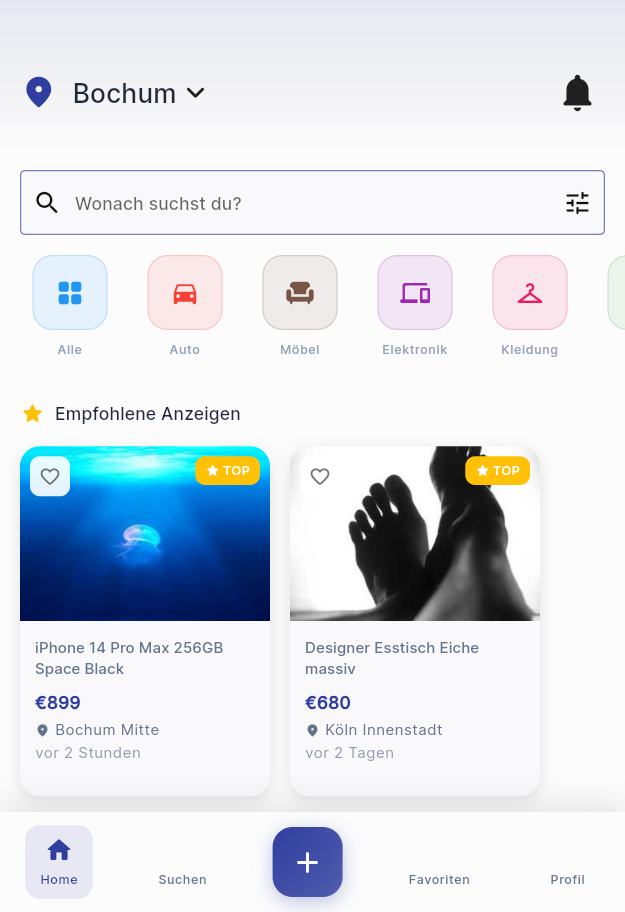 Bochum
Wonach suchst du?
Alle
Auto
Möbel
Elektronik
Kleidung
Empfohlene Anzeigen
TOP
TOP
iPhone 14 Pro Max 256GB
Space Black
€899
Bochum Mitte
vor 2 Stunden
Designer Esstisch Eiche
massiv
€680
Köln Innenstadt
vor 2 Tagen
Home
Suchen
Favoriten
Profil